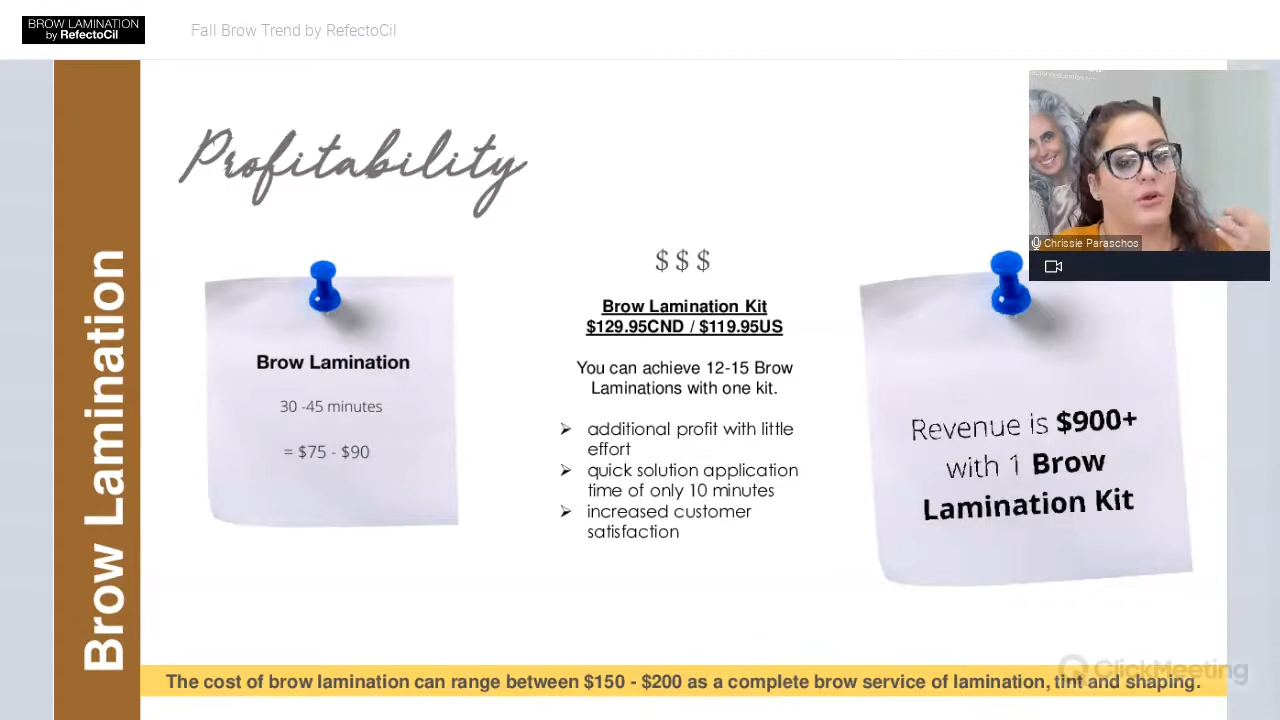 BROW LAMINATION
by RefectoCil
Fall Brow Trend by RefectoCil
Brow Lamination
Profitability
Brow Lamination
30 -45 minutes
= $75 - $90
$ $ $
Brow Lamination Kit
$129.95CND / $119.95US
You can achieve 12-15 Brow
Laminations with one kit.
➢ additional profit with little
effort
➢ quick solution application
time of only 10 minutes
➢ increased customer
satisfaction
Chrissie Paraschos
Revenue is $900+
with 1 Brow
Lamination Kit
The cost of brow lamination can range between $150 - $200 as a complete brow service of lamination, tint and shaping.
ClickMeeting